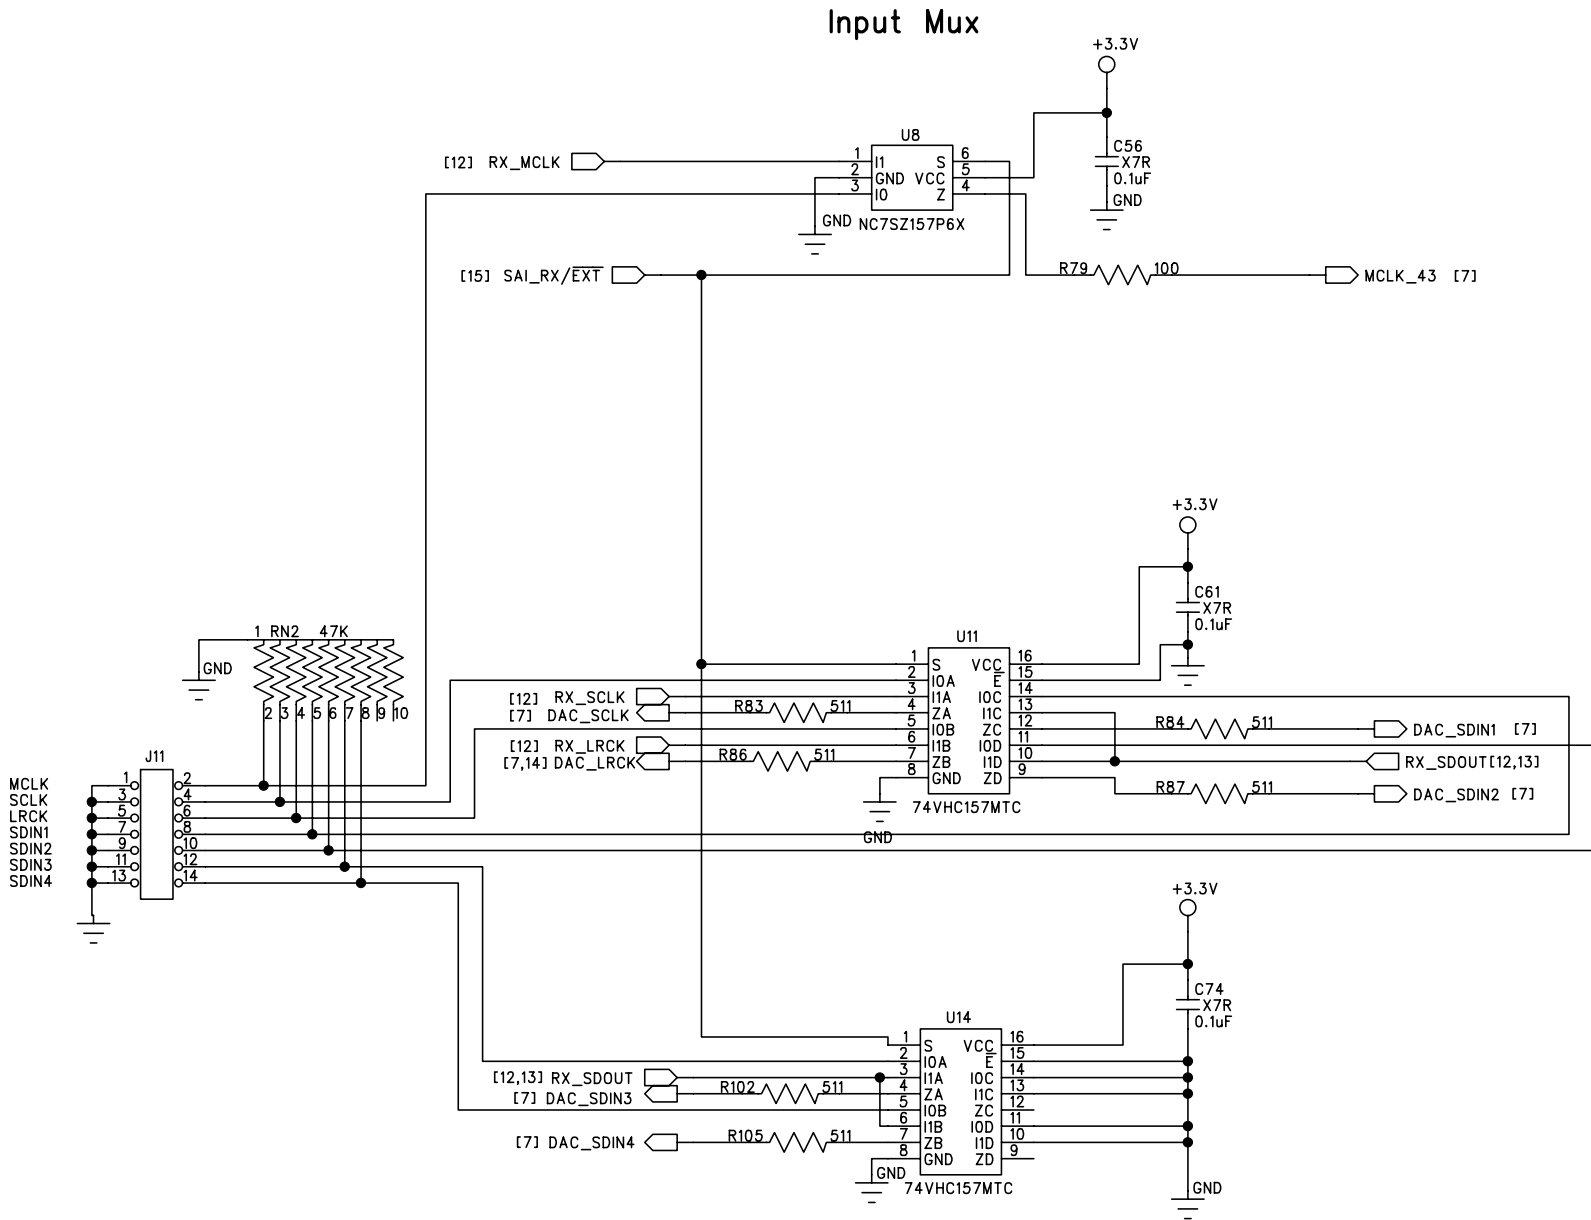 Input Mux
+3.3V
C56
X7R
0.1uF
GND
U8
[12] RX_MCLK
1 I1 S 6
2 GND VCC 5
3 I0 Z 4
GND
NC7SZ157P6X
[15] SAI_RX/EXT
R79 100
MCLK_43 [7]
+3.3V
C61
X7R
0.1uF
1 RN2 47K
GND
2 3 4 5 6 7 8 9 10
U11
1 S VCC 16
2 I0A E 15
[12] RX_SCLK 3 I1A I0C 14
[7] DAC_SCLK R83 511 4 ZA I1C 13
5 I0B ZC 12 R84 511 DAC_SDIN1 [7]
[12] RX_LRCK 6 I1B I0D 11
[7,14] DAC_LRCK R86 511 7 ZB I1D 10 RX_SDOUT[12,13]
8 GND ZD 9 R87 511 DAC_SDIN2 [7]
74VHC157MTC
GND
J11
MCLK 1 2
SCLK 3 4
LRCK 5 6
SDIN1 7 8
SDIN2 9 10
SDIN3 11 12
SDIN4 13 14
+3.3V
C74
X7R
0.1uF
U14
1 S VCC 16
2 I0A E 15
[12,13] RX_SDOUT 3 I1A I0C 14
[7] DAC_SDIN3 R102 511 4 ZA I1C 13
5 I0B ZC 12
6 I1B I0D 11
[7] DAC_SDIN4 R105 511 7 ZB I1D 10
8 GND ZD 9
GND
74VHC157MTC
GND